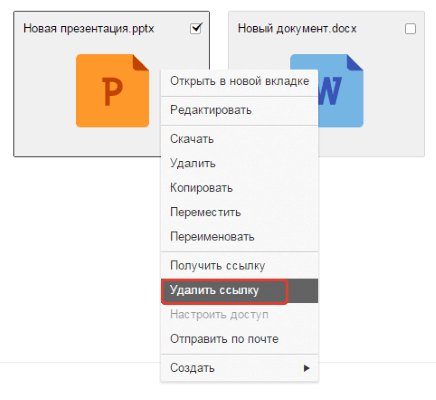 Новая презентация.pptx
Новый документ.docx
P
W
Открыть в новой вкладке
Редактировать
Скачать
Удалить
Копировать
Переместить
Переименовать
Получить ссылку
Удалить ссылку
Настроить доступ
Отправить по почте
Создать